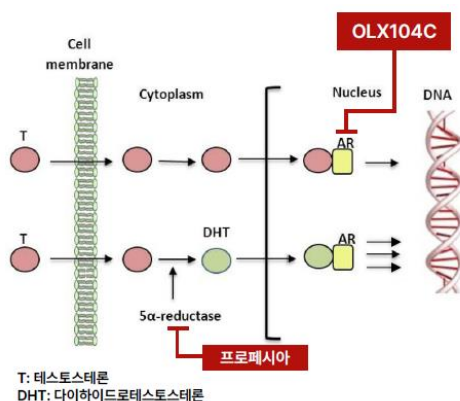 OLX104C
Cell
membrane
Cytoplasm
Nucleus
DNA
T
AR
T
DHT
AR
5α-reductase
프로페시아
T: 테스토스테론
DHT: 다이하이드로테스토스테론